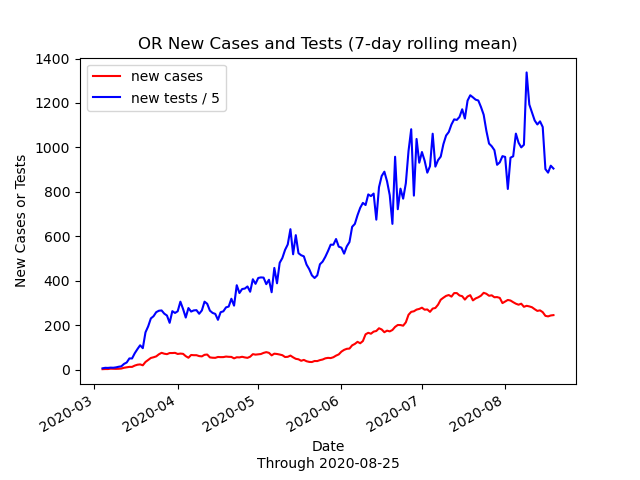 OR New Cases and Tests (7-day rolling mean)
new cases
new tests / 5
1400
1200
1000
800
600
400
200
0
New Cases or Tests
2020-03
2020-04
2020-05
2020-06
2020-07
2020-08
Date
Through 2020-08-25